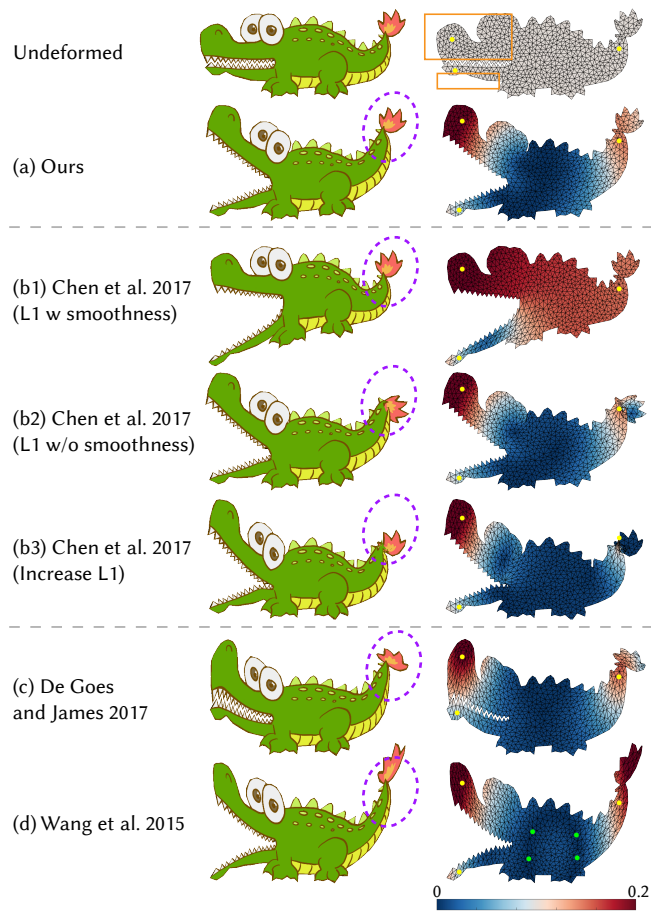 Undeformed
(a) Ours
(b1) Chen et al. 2017
(L1 w smoothness)
(b2) Chen et al. 2017
(L1 w/o smoothness)
(b3) Chen et al. 2017
(Increase L1)
(c) De Goes
and James 2017
(d) Wang et al. 2015
0 0.2